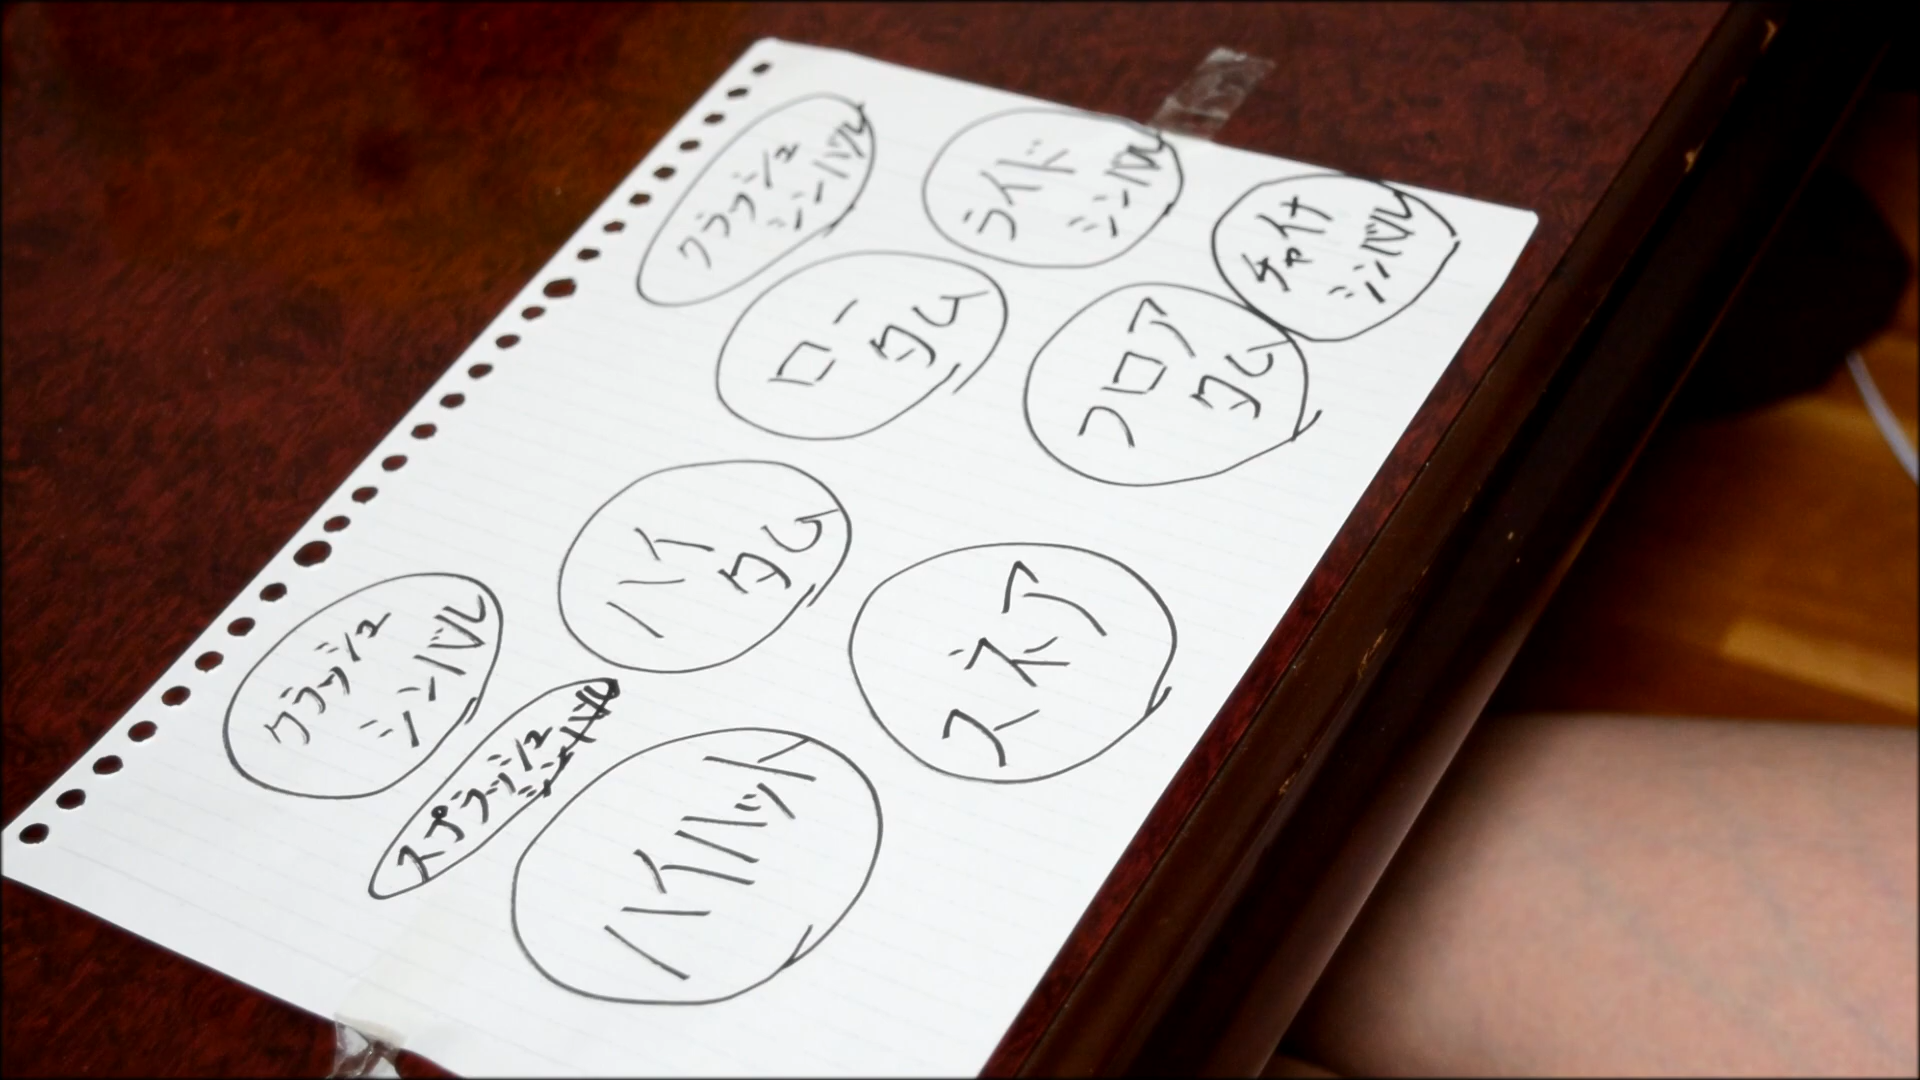 クラッシュ
シンバル
スプラッシュ
シンバル
ハイハット
ハイ
タム
スネア
クラッシュ
シンバル
ロー
タム
ライド
シンバル
フロア
タム
チャイナ
シンバル